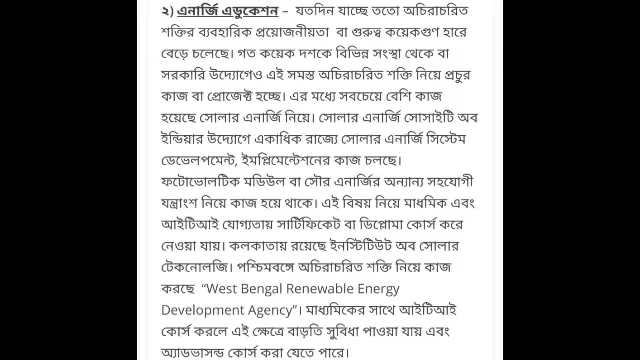 ২) এনার্জি এডুকেশন – যতদিন যাচ্ছে ততো অচিরাচরিত
শক্তির ব্যবহারিক প্রয়োজনীয়তা বা গুরুত্ব কয়েকগুণ হারে
বেড়ে চলেছে। গত কয়েক দশকে বিভিন্ন সংস্থা থেকে বা
সরকারি উদ্যোগেও এই সমস্ত অচিরাচরিত শক্তি নিয়ে প্রচুর
কাজ বা প্রোজেক্ট হচ্ছে। এর মধ্যে সবচেয়ে বেশি কাজ
হয়েছে সোলার এনার্জি নিয়ে। সোলার এনার্জি সোসাইটি অব
ইন্ডিয়ার উদ্যোগে একাধিক রাজ্যে সোলার এনার্জি সিস্টেম
ডেভেলপমেন্ট, ইমপ্লিমেন্টেশনের কাজ চলছে।
ফটোভোলটিক মডিউল বা সৌর এনার্জির অন্যান্য সহযোগী
যন্ত্রাংশ নিয়ে কাজ হয়ে থাকে। এই বিষয় নিয়ে মাধমিক এবং
আইটিআই যোগ্যতায় সার্টিফিকেট বা ডিপ্লোমা কোর্স করে
নেওয়া যায়। কলকাতায় রয়েছে ইনস্টিটিউট অব সোলার
টেকনোলজি। পশ্চিমবঙ্গে অচিরাচরিত শক্তি নিয়ে কাজ
করছে “West Bengal Renewable Energy
Development Agency”। মাধ্যমিকের সাথে আইটিআই
কোর্স করলে এই ক্ষেত্রে বাড়তি সুবিধা পাওয়া যায় এবং
অ্যাডভাসন্ড কোর্স করা যেতে পারে।